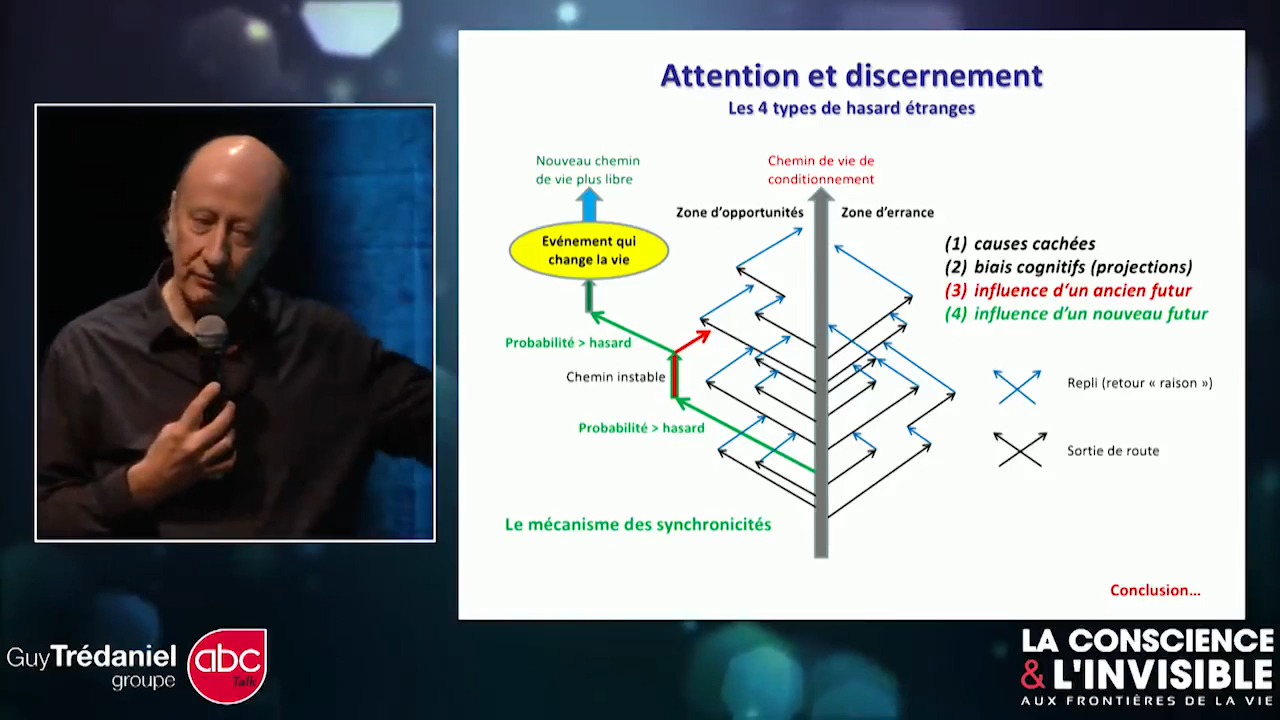 Attention et discernement
Les 4 types de hasard étranges
Nouveau chemin
de vie plus libre
Chemin de vie de
conditionnement
Zone d'opportunités
Zone d'errance
Evénement qui
change la vie
(1) causes cachées
(2) biais cognitifs (projections)
(3) influence d'un ancien futur
(4) influence d'un nouveau futur
Probabilité > hasard
Chemin instable
Probabilité > hasard
Repli (retour « raison »)
Sortie de route
Le mécanisme des synchronicités
Conclusion...
GuyTrédaniel
groupe
abc
Talk
LA CONSCIENCE
& L'INVISIBLE
AUX FRONTIÈRES DE LA VIE